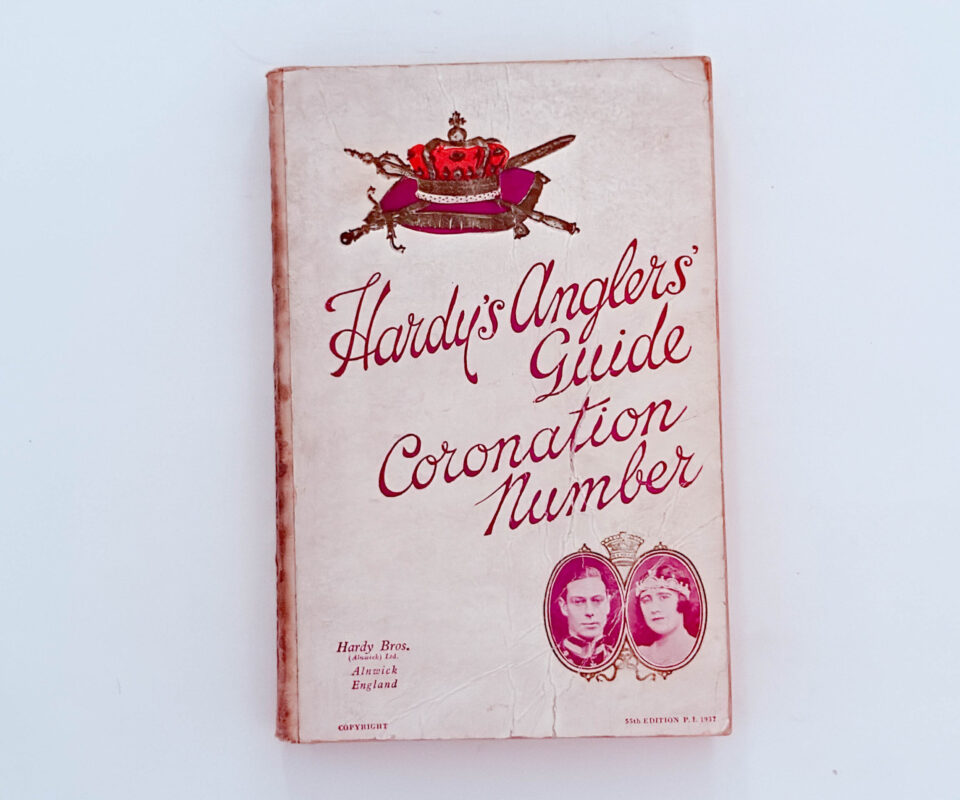 Hardy's Anglers'
Guide
Coronation
Number
Hardy Bros.
(Alnwick) Ltd.
Alnwick
England
COPYRIGHT
55th EDITION P. I. 1937